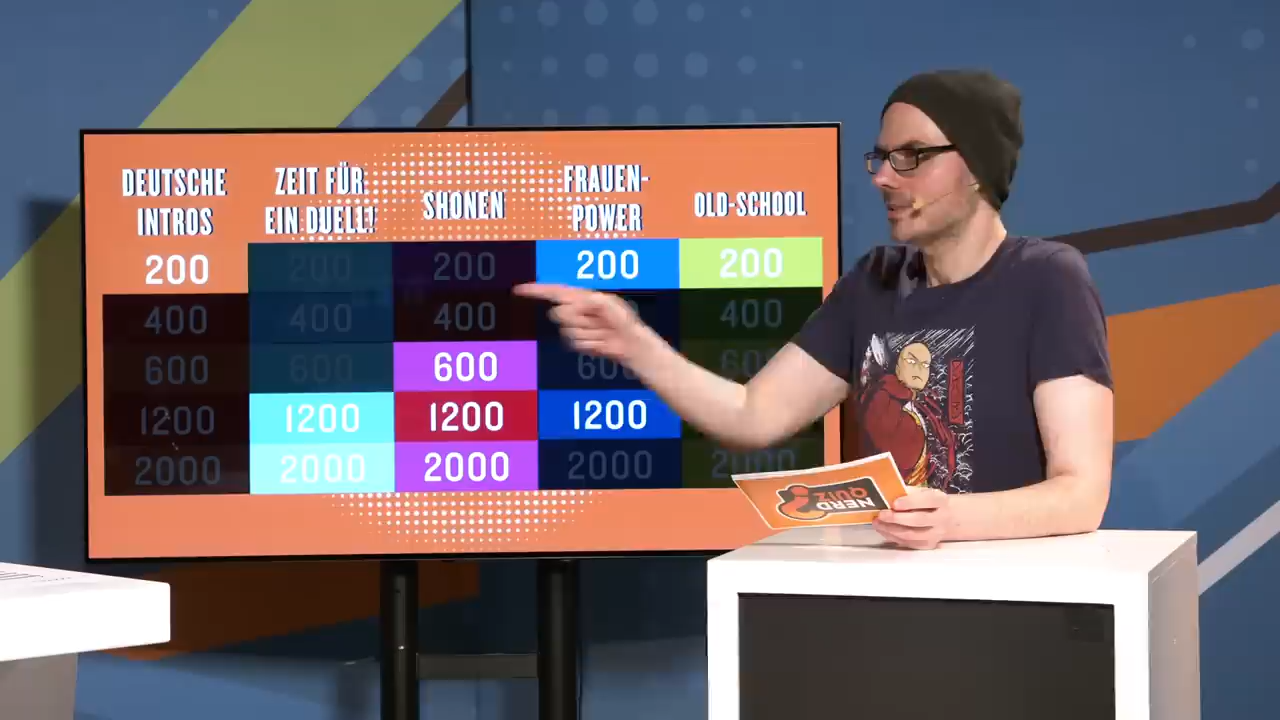 DEUTSCHE
INTROS
ZEIT FÜR
EIN DUELL!
SHONEN
FRAUEN-
POWER
OLD-SCHOOL
200 200 200 200 200
400 400 400 400
600 600 600 600
1200 1200 1200 1200
2000 2000 2000 2000 2000
NERD
QUIZ